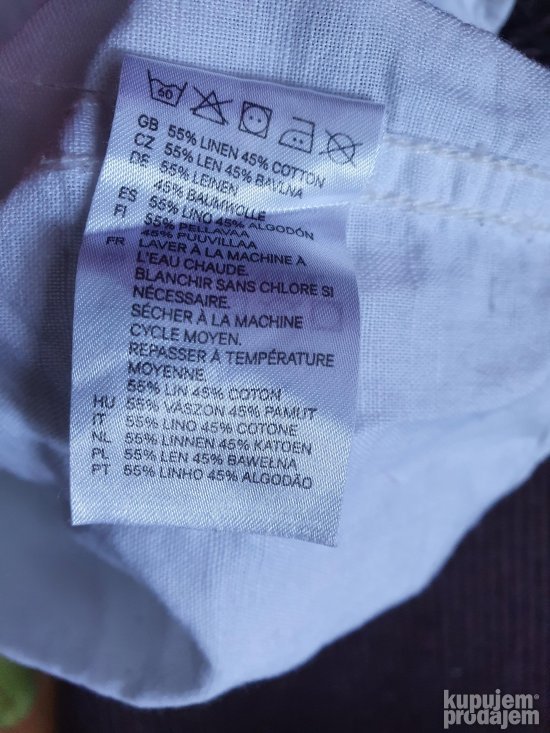 60
GB 55% LINEN 45% COTTON
CZ 55% LEN 45% BAVLNA
DE 55% LEINEN
45% BAUMWOLLE
ES 55% LINO 45% ALGODÓN
FI 55% PELLAVAA
45% PUUVILLAA
FR LAVER À LA MACHINE À
L'EAU CHAUDE.
BLANCHIR SANS CHLORE SI
NÉCESSAIRE.
SÉCHER À LA MACHINE
CYCLE MOYEN.
REPASSER À TEMPÉRATURE
MOYENNE.
55% LIN 45% COTON
HU 55% VÁSZON 45% PAMUT
IT 55% LINO 45% COTONE
NL 55% LINNEN 45% KATOEN
PL 55% LEN 45% BAWEŁNA
PT 55% LINHO 45% ALGODÃO
kupujem
prodajem